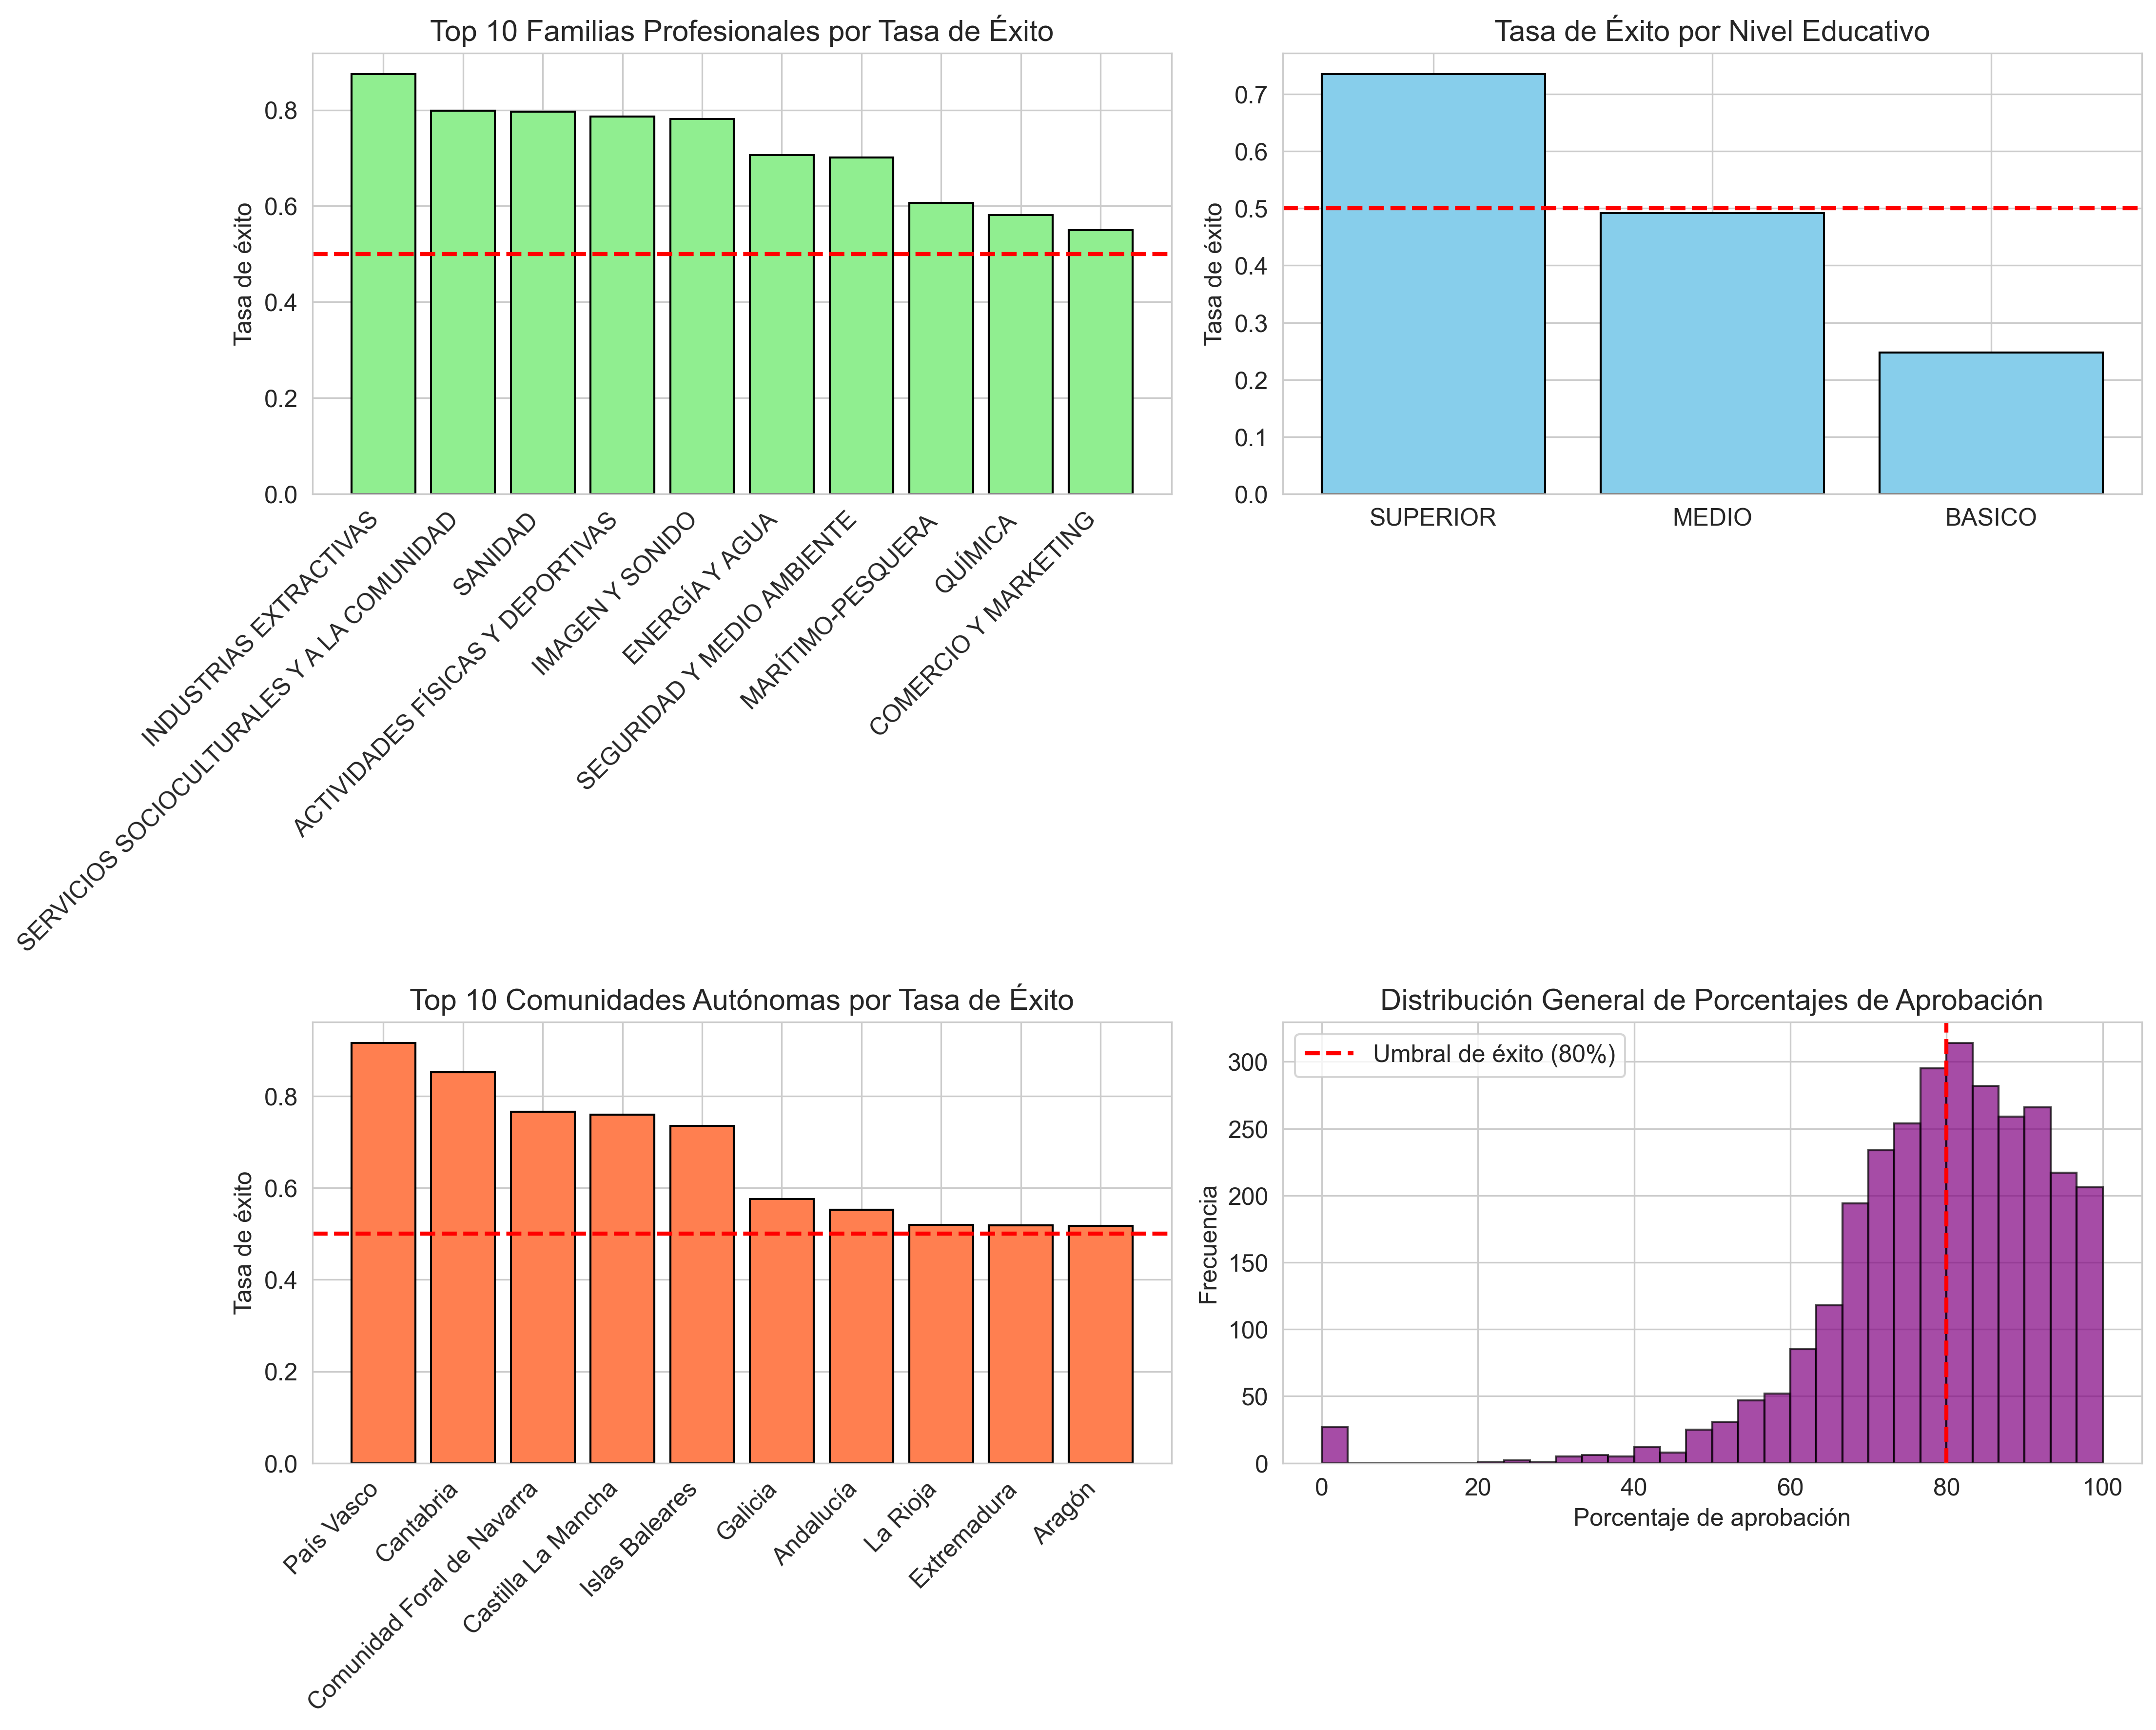 Top 10 Familias Profesionales por Tasa de Éxito
Tasa de éxito
0.8
0.6
0.4
0.2
0.0
INDUSTRIAS EXTRACTIVAS
SERVICIOS SOCIOCULTURALES Y A LA COMUNIDAD
SANIDAD
ACTIVIDADES FÍSICAS Y DEPORTIVAS
IMAGEN Y SONIDO
ENERGÍA Y AGUA
SEGURIDAD Y MEDIO AMBIENTE
MARÍTIMO-PESQUERA
QUÍMICA
COMERCIO Y MARKETING
Tasa de Éxito por Nivel Educativo
Tasa de éxito
0.7
0.6
0.5
0.4
0.3
0.2
0.1
0.0
SUPERIOR
MEDIO
BASICO
Top 10 Comunidades Autónomas por Tasa de Éxito
Tasa de éxito
0.8
0.6
0.4
0.2
0.0
País Vasco
Cantabria
Comunidad Foral de Navarra
Castilla La Mancha
Islas Baleares
Galicia
Andalucía
La Rioja
Extremadura
Aragón
Distribución General de Porcentajes de Aprobación
Umbral de éxito (80%)
Frecuencia
300
250
200
150
100
50
0
0
20
40
60
80
100
Porcentaje de aprobación